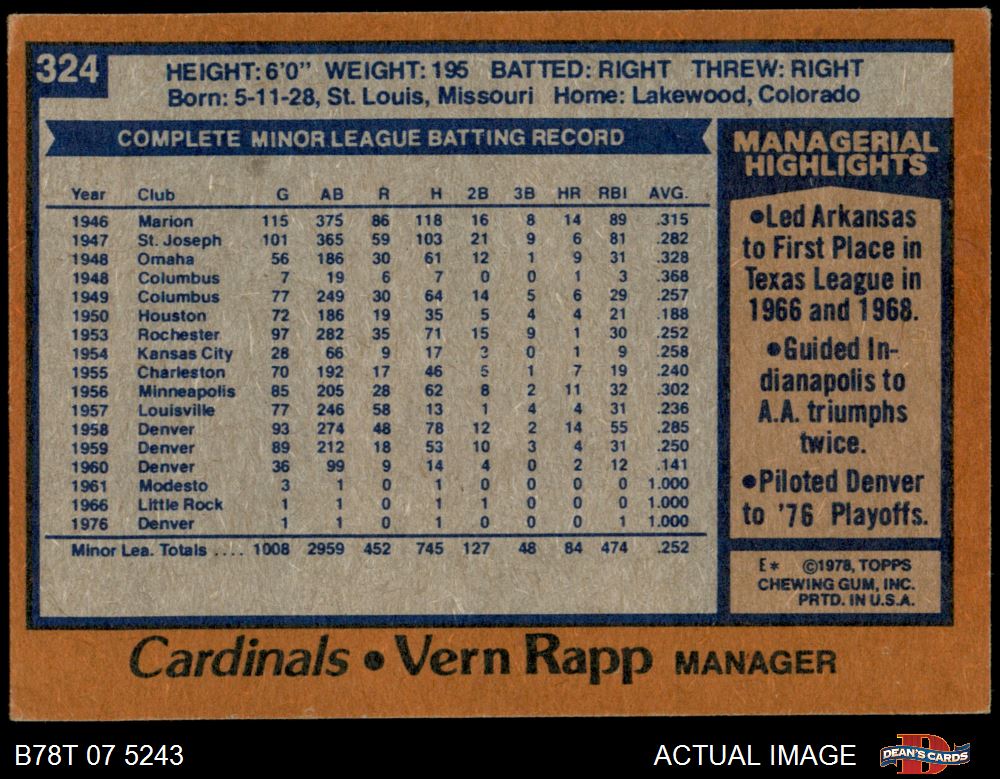 324
HEIGHT: 6'0" WEIGHT: 195 BATTED: RIGHT THREW: RIGHT
Born: 5-11-28, St. Louis, Missouri Home: Lakewood, Colorado
COMPLETE MINOR LEAGUE BATTING RECORD
Year Club G AB R H 2B 3B HR RBI AVG.
1946 Marion 115 375 86 118 16 8 14 89 .315
1947 St. Joseph 101 365 59 103 21 9 6 81 .282
1948 Omaha 56 186 30 61 12 1 9 31 .328
1948 Columbus 7 19 6 7 0 0 1 3 .368
1949 Columbus 77 249 30 64 14 5 6 29 .257
1950 Houston 72 186 19 35 5 4 4 21 .188
1953 Rochester 97 282 35 71 15 9 1 30 .252
1954 Kansas City 28 66 9 17 3 0 1 9 .258
1955 Charleston 70 192 17 46 5 1 7 19 .240
1956 Minneapolis 85 205 28 62 8 2 11 32 .302
1957 Louisville 77 246 58 13 1 4 4 31 .236
1958 Denver 93 274 48 78 12 2 14 55 .285
1959 Denver 89 212 18 53 10 3 4 31 .250
1960 Denver 36 99 9 14 4 0 2 12 .141
1961 Modesto 3 1 0 1 0 0 0 0 1.000
1966 Little Rock 1 1 0 1 1 0 0 0 1.000
1976 Denver 1 1 0 1 0 0 0 1 1.000
Minor Lea. Totals .... 1008 2959 452 745 127 48 84 474 .252
MANAGERIAL
HIGHLIGHTS
•Led Arkansas
to First Place in
Texas League in
1966 and 1968.
•Guided In-
dianapolis to
A.A. triumphs
twice.
•Piloted Denver
to '76 Playoffs.
E* ©1978, TOPPS
CHEWING GUM, INC.
PRTD. IN U.S.A.
Cardinals • Vern Rapp MANAGER
B78T 07 5243 ACTUAL IMAGE
D
DEAN'S CARDS